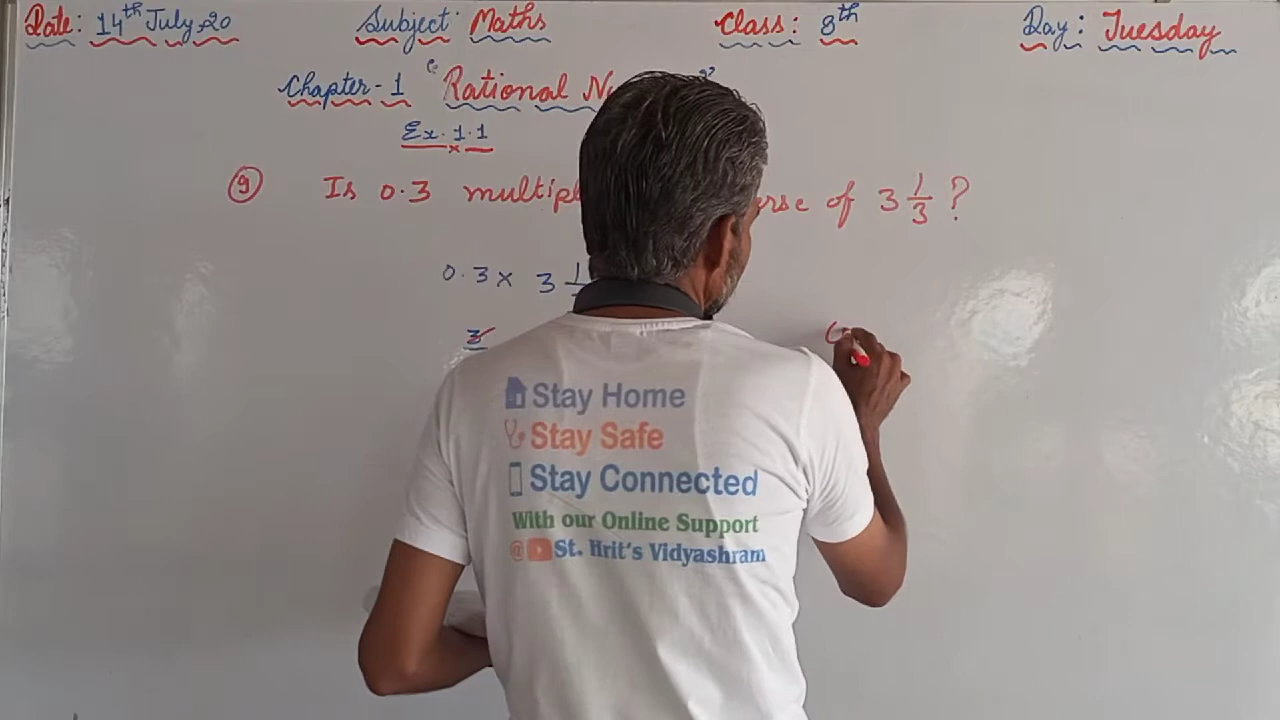 Date: 14th July, 20 Subject: Maths Class: 8th Day: Tuesday
Chapter - 1 "Rational
Ex. 1.1
9 Is 0.3 of 3 1/3 ?
0.3 × 3
3
Stay Home
Stay Safe
Stay Connected
With our Online Support
@ St. Hrit's Vidyashram